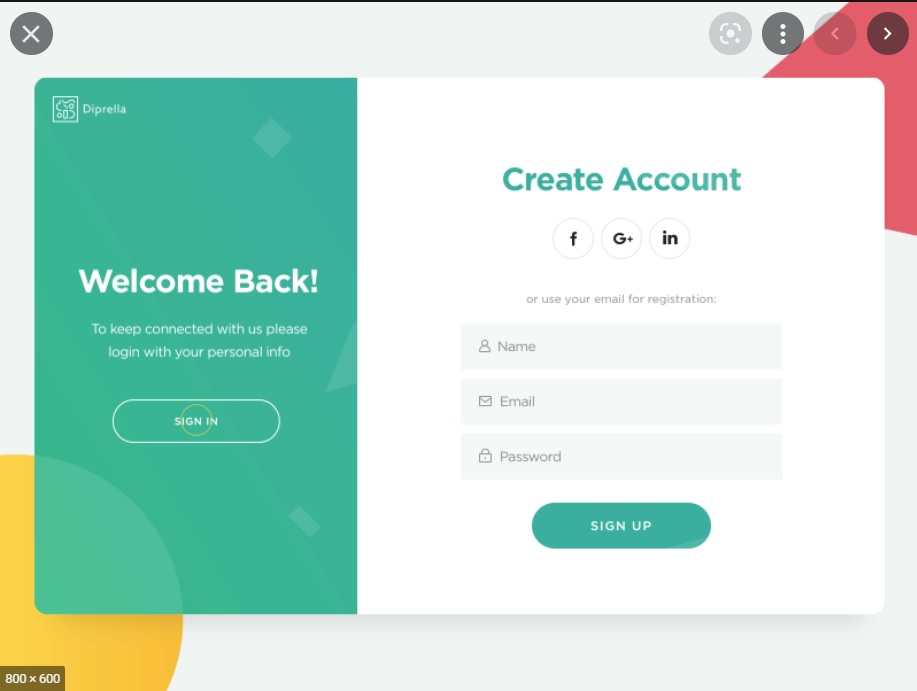 Diprella
Welcome Back!
To keep connected with us please
login with your personal info
SIGN IN
Create Account
f
G+
in
or use your email for registration:
Name
Email
Password
SIGN UP
800 × 600